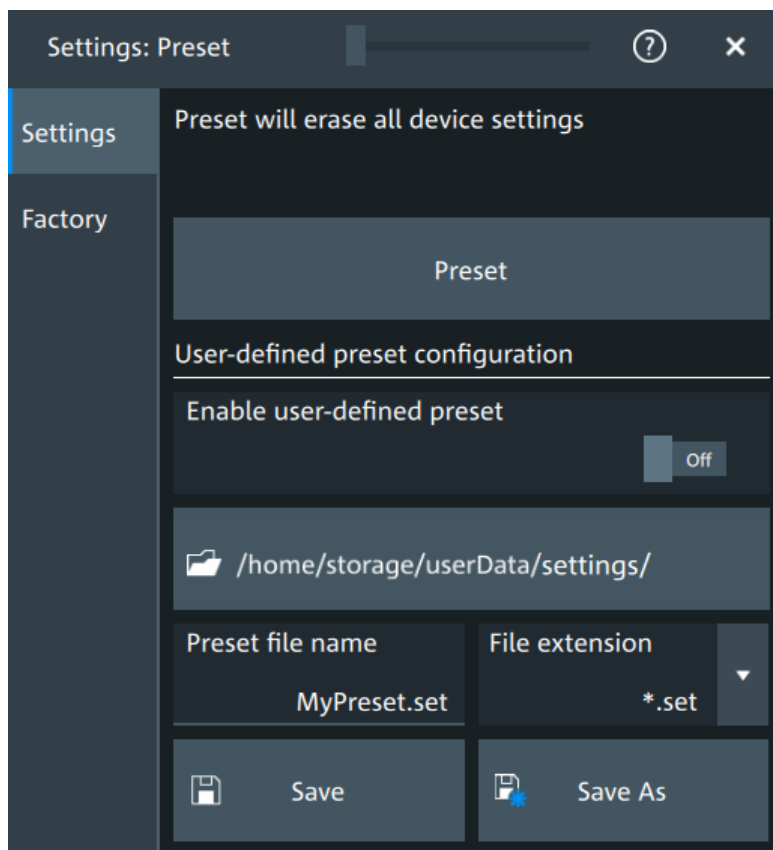 Settings: Preset
?
Settings
Factory
Preset will erase all device settings
Preset
User-defined preset configuration
Enable user-defined preset
Off
/home/storage/userData/settings/
Preset file name
MyPreset.set
File extension
*.set
Save
Save As